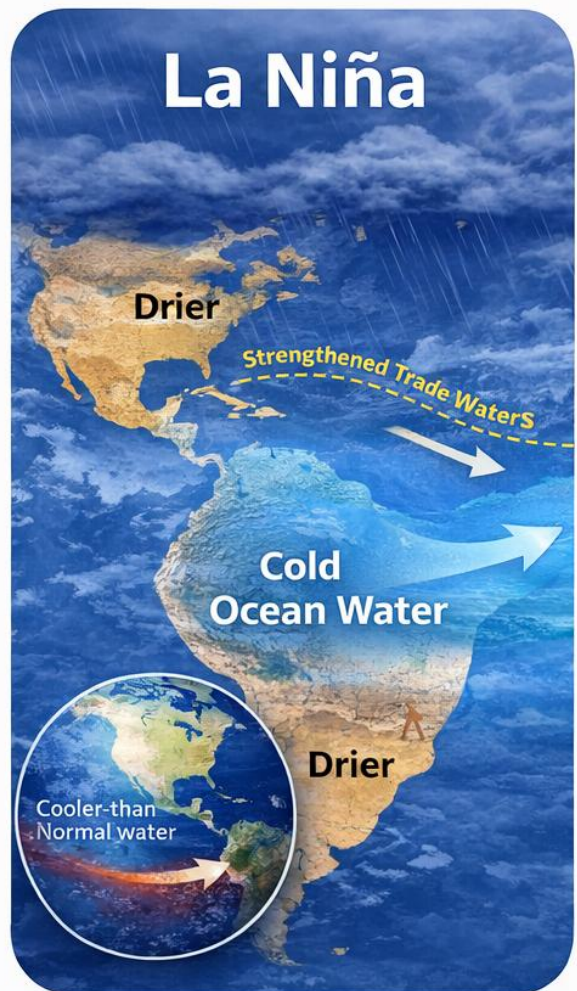 La Niña
Drier
Strengthened Trade Waters
Cold
Ocean Water
Drier
Cooler-than
Normal water